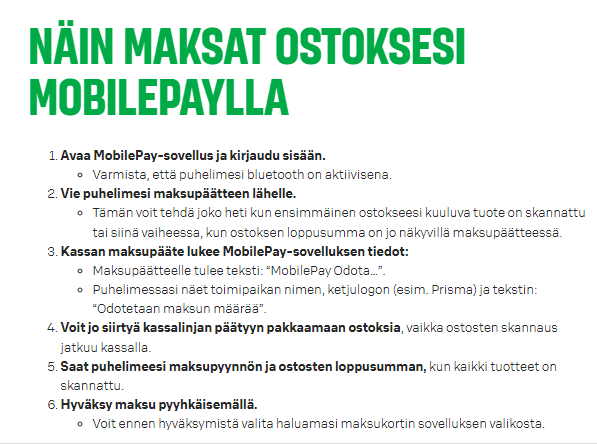 NÄIN MAKSAT OSTOKSESI
MOBILEPAYLLA
1. Avaa MobilePay-sovellus ja kirjaudu sisään.
◦ Varmista, että puhelimesi bluetooth on aktiivisena.
2. Vie puhelimesi maksupäätteen lähelle.
◦ Tämän voit tehdä joko heti kun ensimmäinen ostokseesi kuuluva tuote on skannattu
tai siinä vaiheessa, kun ostoksen loppusumma on jo näkyvillä maksupäätteessä.
3. Kassan maksupääte lukee MobilePay-sovelluksen tiedot:
◦ Maksupäätteelle tulee teksti: “MobilePay Odota...”.
◦ Puhelimessasi näet toimipaikan nimen, ketjulogon (esim. Prisma) ja tekstin:
“Odotetaan maksun määrää”.
4. Voit jo siirtyä kassalinjan päätyyn pakkaamaan ostoksia, vaikka ostosten skannaus
jatkuu kassalla.
5. Saat puhelimeesi maksupyynnön ja ostosten loppusumman, kun kaikki tuotteet on
skannattu.
6. Hyväksy maksu pyyhkäisemällä.
◦ Voit ennen hyväksymistä valita haluamasi maksukortin sovelluksen valikosta.